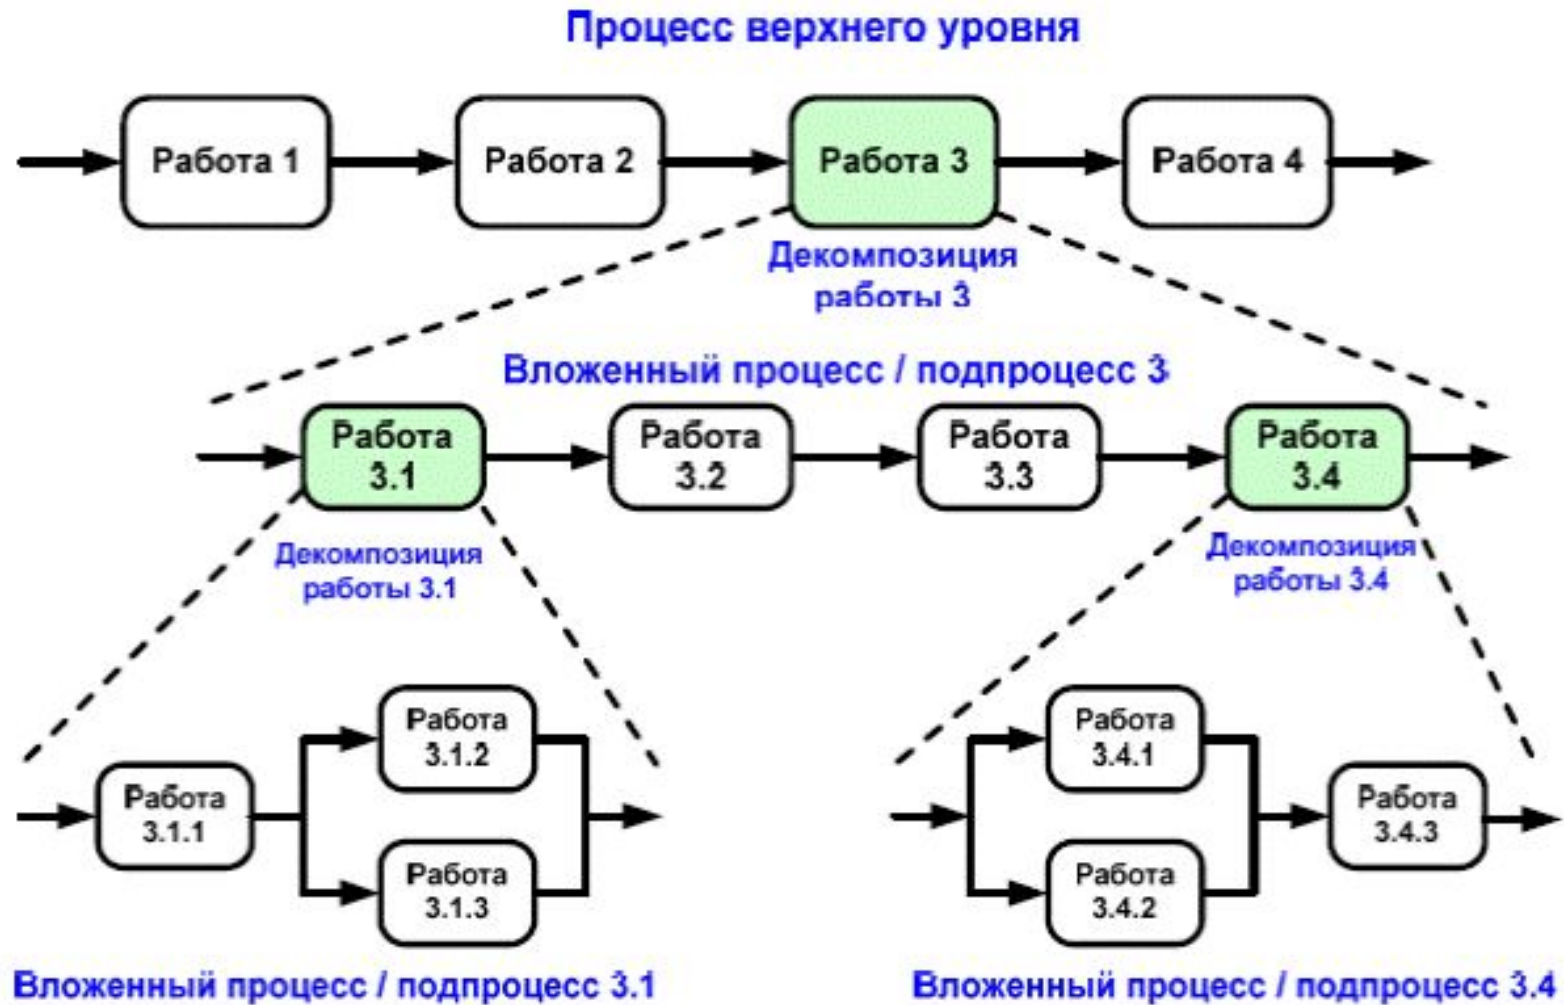 Процесс верхнего уровня
Работа 1
Работа 2
Работа 3
Работа 4
Декомпозиция
работы 3
Вложенный процесс / подпроцесс 3
Работа
3.1
Работа
3.2
Работа
3.3
Работа
3.4
Декомпозиция
работы 3.1
Декомпозиция
работы 3.4
Работа
3.1.1
Работа
3.1.2
Работа
3.1.3
Работа
3.4.1
Работа
3.4.2
Работа
3.4.3
Вложенный процесс / подпроцесс 3.1
Вложенный процесс / подпроцесс 3.4